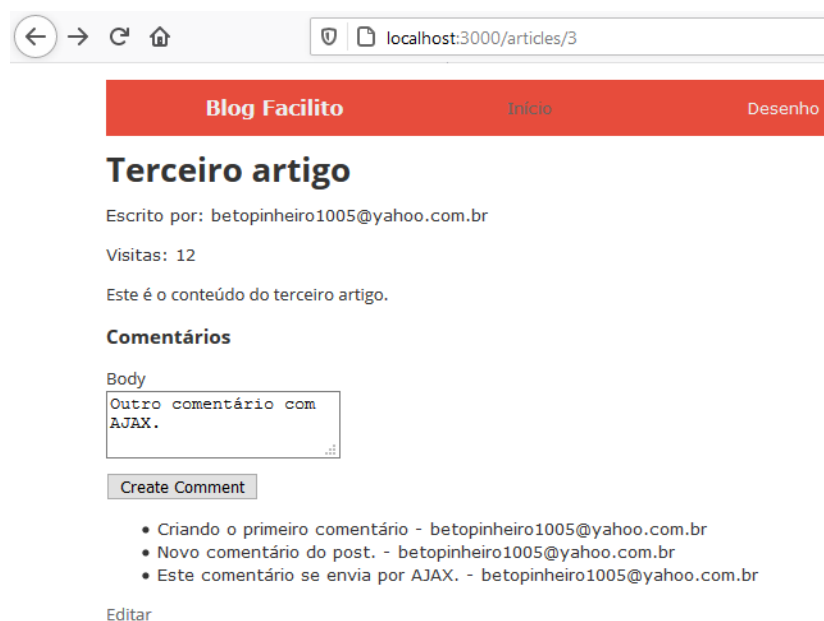 localhost:3000/articles/3
Blog Facilito Início Desenho
Terceiro artigo
Escrito por: betopinheiro1005@yahoo.com.br
Visitas: 12
Este é o conteúdo do terceiro artigo.
Comentários
Body
Outro comentário com
AJAX.
Create Comment
• Criando o primeiro comentário - betopinheiro1005@yahoo.com.br
• Novo comentário do post. - betopinheiro1005@yahoo.com.br
• Este comentário se envia por AJAX. - betopinheiro1005@yahoo.com.br
Editar